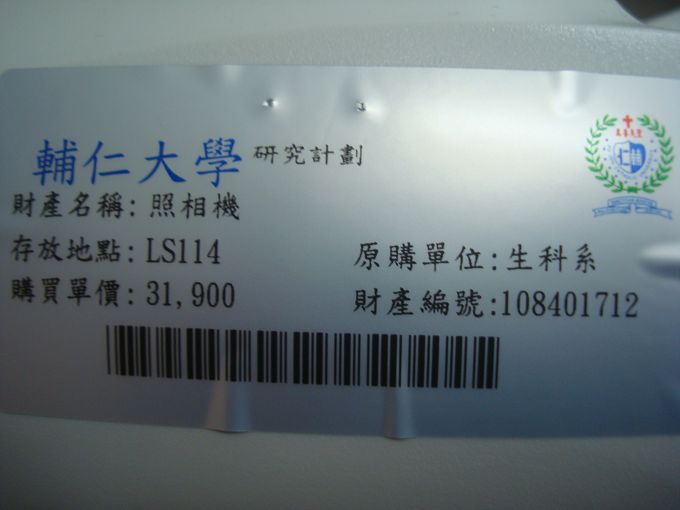 輔仁大學 研究計劃
財產名稱: 照相機
存放地點: LS114 原購單位: 生科系
購買單價: 31,900 財產編號:108401712